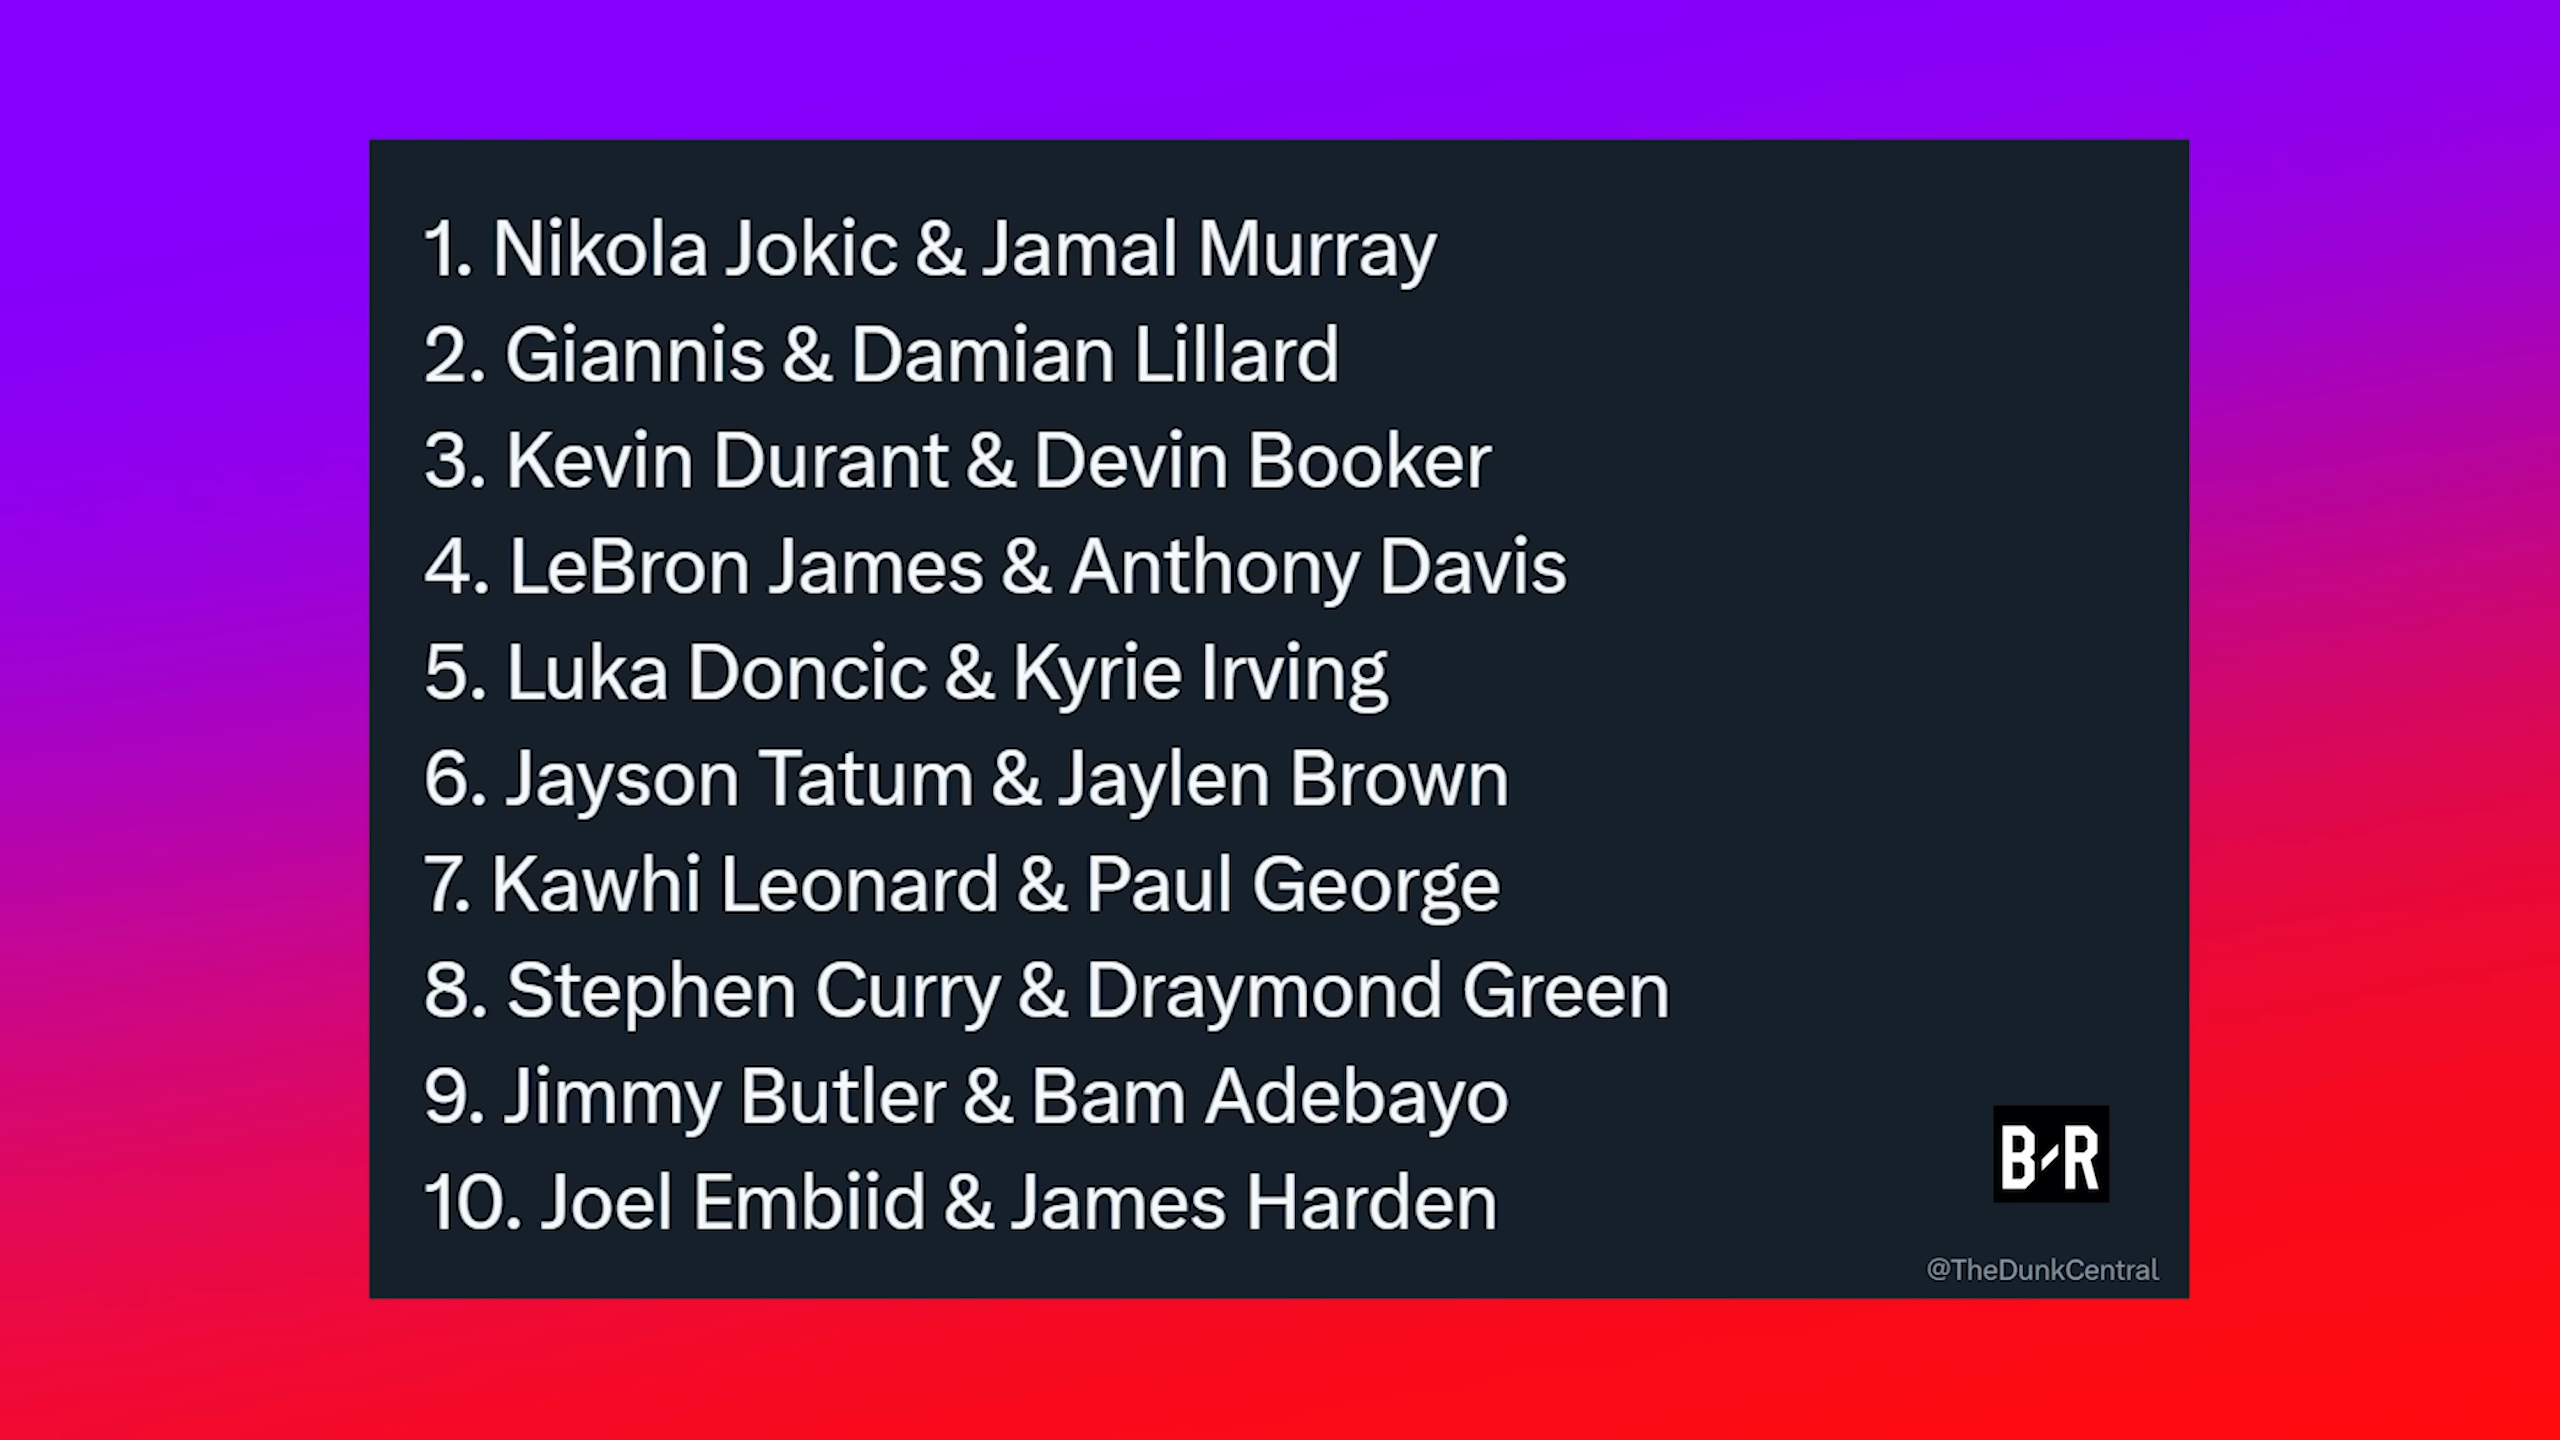 1. Nikola Jokic & Jamal Murray
2. Giannis & Damian Lillard
3. Kevin Durant & Devin Booker
4. LeBron James & Anthony Davis
5. Luka Doncic & Kyrie Irving
6. Jayson Tatum & Jaylen Brown
7. Kawhi Leonard & Paul George
8. Stephen Curry & Draymond Green
9. Jimmy Butler & Bam Adebayo
10. Joel Embiid & James Harden
B/R
@TheDunkCentral